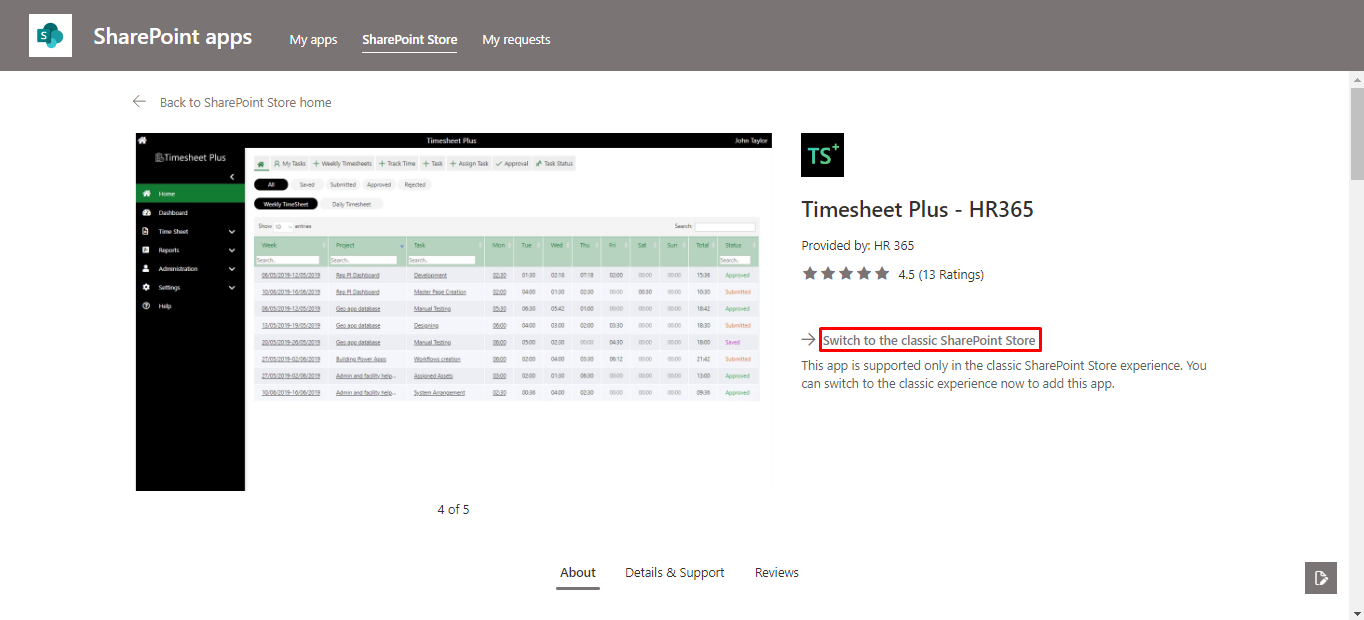 SharePoint apps
My apps
SharePoint Store
My requests
Back to SharePoint Store home
Timesheet Plus
John Taylor
Timesheet Plus
Home
Dashboard
Time Sheet
Reports
Administration
Settings
Help
My Tasks + Weekly Timesheets + Track Time + Task + Assign Task Approval Task Status
All Saved Submitted Approved Rejected
Weekly TimeSheet Daily Timesheet
Show 10 entries Search:
Week Project Task Mon Tue Wed Thu Fri Sat Sun Total Status
Search... Search... Search... Search...
06/05/2019-12/05/2019 Rep PI Dashboard Development 02:30 01:30 02:18 07:18 02:00 00:00 00:00 15:36 Approved
10/06/2019-16/06/2019 Rep PI Dashboard Master Page Creation 02:00 04:00 01:30 02:30 00:00 00:30 00:00 10:30 Submitted
06/05/2019-12/05/2019 Geo app database Manual Testing 05:30 06:30 05:42 01:00 00:00 00:00 00:00 18:42 Approved
13/05/2019-19/05/2019 Geo app database Designing 06:00 04:00 03:00 02:00 03:30 00:00 00:00 18:30 Submitted
20/05/2019-26/05/2019 Geo app database Manual Testing 06:00 05:00 02:30 00:00 04:30 00:00 00:00 18:00 Saved
27/05/2019-02/06/2019 Building Power Apps Workflows creation 06:00 02:00 04:00 03:30 06:12 00:00 00:00 21:42 Submitted
27/05/2019-02/06/2019 Admin and facility help... Assigned Assets 03:00 02:00 01:30 06:30 00:00 00:00 00:00 13:00 Approved
10/06/2019-16/06/2019 Admin and facility help... System Arrangement 02:30 00:36 04:00 02:30 00:00 00:00 00:00 09:36 Approved
4 of 5
TS+
Timesheet Plus - HR365
Provided by: HR 365
4.5 (13 Ratings)
Switch to the classic SharePoint Store
This app is supported only in the classic SharePoint Store experience. You
can switch to the classic experience now to add this app.
About
Details & Support
Reviews